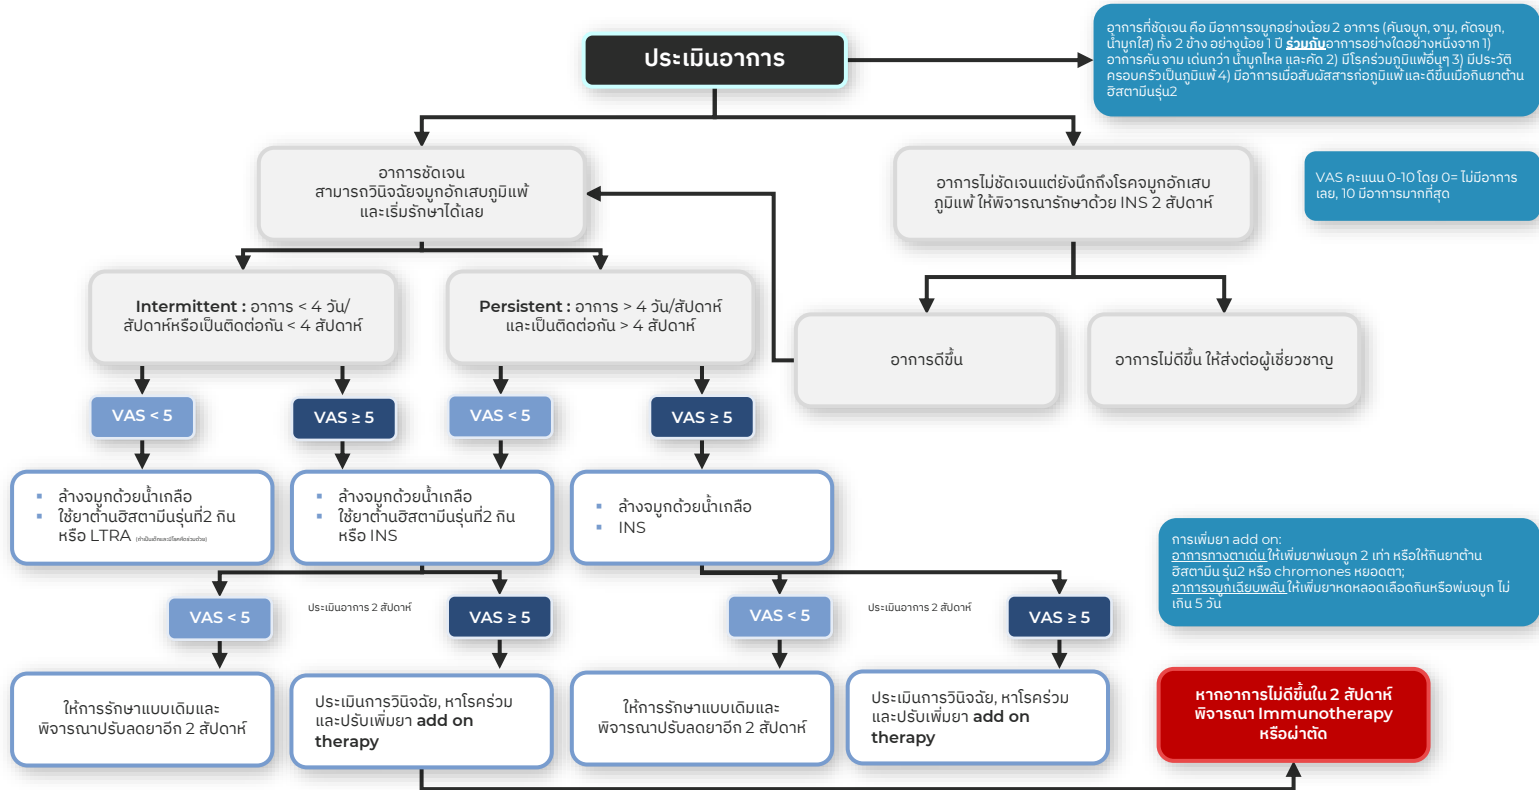 ประเมินอาการ
อาการที่ชัดเจน คือ มีอาการจมูกอย่างน้อย 2 อาการ (คันจมูก, จาม, คัดจมูก,
น้ำมูกใส) ทั้ง 2 ข้าง อย่างน้อย 1 ปี ร่วมกับอาการอย่างใดอย่างหนึ่งจาก 1)
อาการคัน จาม เด่นกว่า น้ำมูกไหล และคัด 2) มีโรคร่วมภูมิแพ้อื่นๆ 3) มีประวัติ
ครอบครัวเป็นภูมิแพ้ 4) มีอาการเมื่อสัมผัสสารก่อภูมิแพ้ และดีขึ้นเมื่อกินยาต้าน
ฮิสตามีนรุ่น2
อาการชัดเจน
สามารถวินิจฉัยจมูกอักเสบภูมิแพ้
และเริ่มรักษาได้เลย
อาการไม่ชัดเจนแต่ยังนึกถึงโรคจมูกอักเสบ
ภูมิแพ้ ให้พิจารณารักษาด้วย INS 2 สัปดาห์
VAS คะแนน 0-10 โดย 0= ไม่มีอาการ
เลย, 10 มีอาการมากที่สุด
Intermittent : อาการ < 4 วัน/
สัปดาห์หรือเป็นติดต่อกัน < 4 สัปดาห์
Persistent : อาการ > 4 วัน/สัปดาห์
และเป็นติดต่อกัน > 4 สัปดาห์
อาการดีขึ้น
อาการไม่ดีขึ้น ให้ส่งต่อผู้เชี่ยวชาญ
VAS < 5
VAS ≥ 5
VAS < 5
VAS ≥ 5
▪ ล้างจมูกด้วยน้ำเกลือ
▪ ใช้ยาต้านฮิสตามีนรุ่นที่2 กิน
หรือ LTRA
▪ ล้างจมูกด้วยน้ำเกลือ
▪ ใช้ยาต้านฮิสตามีนรุ่นที่2 กิน
หรือ INS
▪ ล้างจมูกด้วยน้ำเกลือ
▪ INS
การเพิ่มยา add on:
อาการทางตาเด่น ให้เพิ่มยาพ่นจมูก 2 เท่า หรือให้กินยาต้าน
ฮิสตามีน รุ่น2 หรือ chromones หยอดตา;
อาการจมูกเฉียบพลัน ให้เพิ่มยาหดหลอดเลือดกินหรือพ่นจมูก ไม่
เกิน 5 วัน
VAS < 5
ประเมินอาการ 2 สัปดาห์
VAS ≥ 5
VAS < 5
ประเมินอาการ 2 สัปดาห์
VAS ≥ 5
ให้การรักษาแบบเดิมและ
พิจารณาปรับลดยาอีก 2 สัปดาห์
ประเมินการวินิจฉัย, หาโรคร่วม
และปรับเพิ่มยา add on
therapy
ให้การรักษาแบบเดิมและ
พิจารณาปรับลดยาอีก 2 สัปดาห์
ประเมินการวินิจฉัย, หาโรคร่วม
และปรับเพิ่มยา add on
therapy
หากอาการไม่ดีขึ้นใน 2 สัปดาห์
พิจารณา Immunotherapy
หรือผ่าตัด